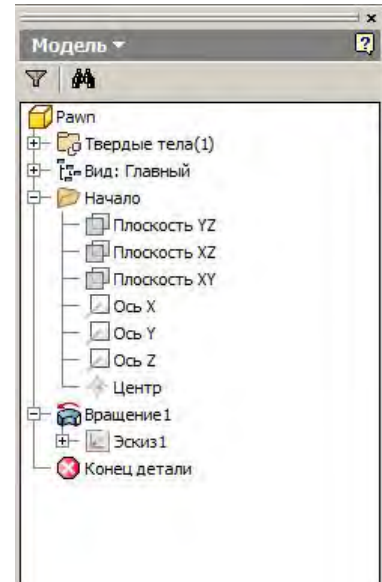 Модель
Pawn
Твердые тела(1)
Вид: Главный
Начало
Плоскость YZ
Плоскость XZ
Плоскость XY
Ось X
Ось Y
Ось Z
Центр
Вращение1
Эскиз1
Конец детали